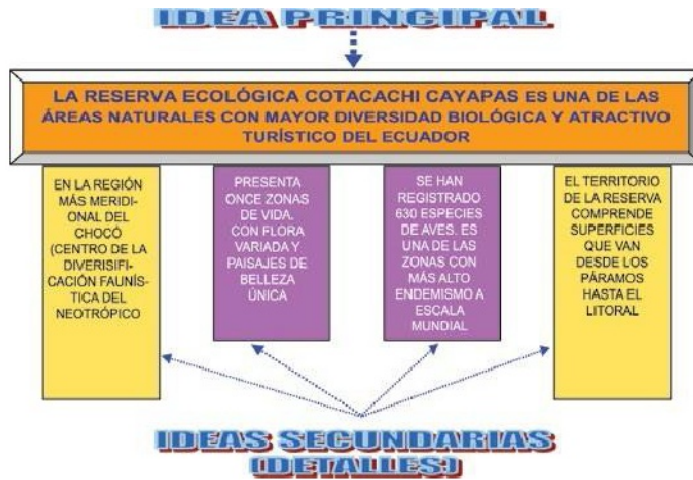 IDEA PRINCIPAL
LA RESERVA ECOLÓGICA COTACACHI CAYAPAS ES UNA DE LAS
ÁREAS NATURALES CON MAYOR DIVERSIDAD BIOLÓGICA Y ATRACTIVO
TURÍSTICO DEL ECUADOR
EN LA REGIÓN
MÁS MERIDI-
ONAL DEL
CHOCÓ
(CENTRO DE LA
DIVERISIFI-
CACIÓN FAUNÍS-
TICA DEL
NEOTRÓPICO
PRESENTA
ONCE ZONAS
DE VIDA.
CON FLORA
VARIADA Y
PAISAJES DE
BELLEZA
ÚNICA
SE HAN
REGISTRADO
630 ESPECIES
DE AVES. ES
UNA DE LAS
ZONAS CON
MÁS ALTO
ENDEMISMO A
ESCALA
MUNDIAL
EL TERRITORIO
DE LA RESERVA
COMPRENDE
SUPERFICIES
QUE VAN
DESDE LOS
PÁRAMOS
HASTA EL
LITORAL
IDEAS SECUNDARIAS
(DETALLES)